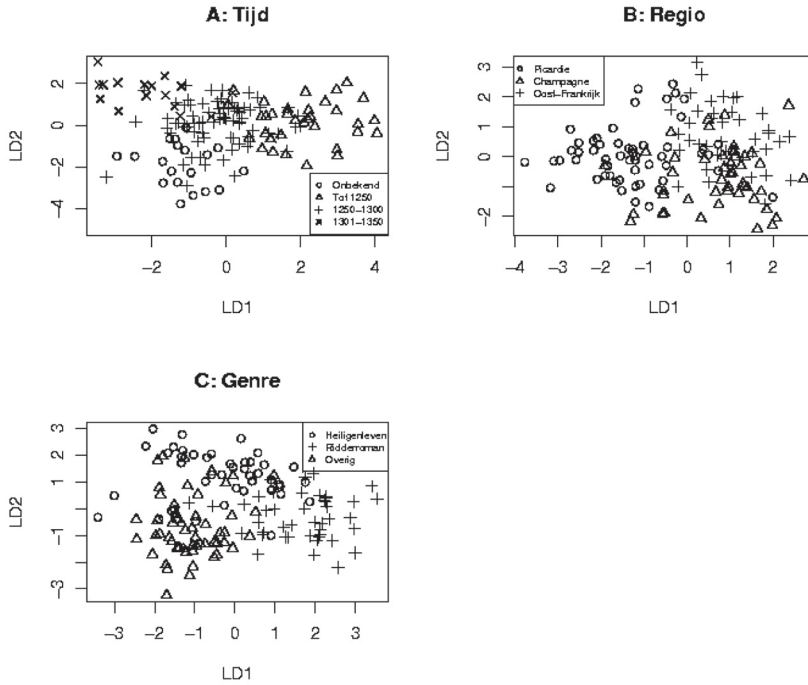 A: Tijd
LD2
2
0
−2
−4
Onbekend
Tot 1250
1250−1300
1301−1350
−2
0
2
4
LD1
B: Regio
LD2
3
2
1
0
−2
Picardie
Champagne
Oost−Frankrijk
−4
−3
−2
−1
0
1
2
LD1
C: Genre
LD2
3
2
1
−1
−3
Heiligenleven
Ridderroman
Overig
−3
−2
−1
0
1
2
3
LD1